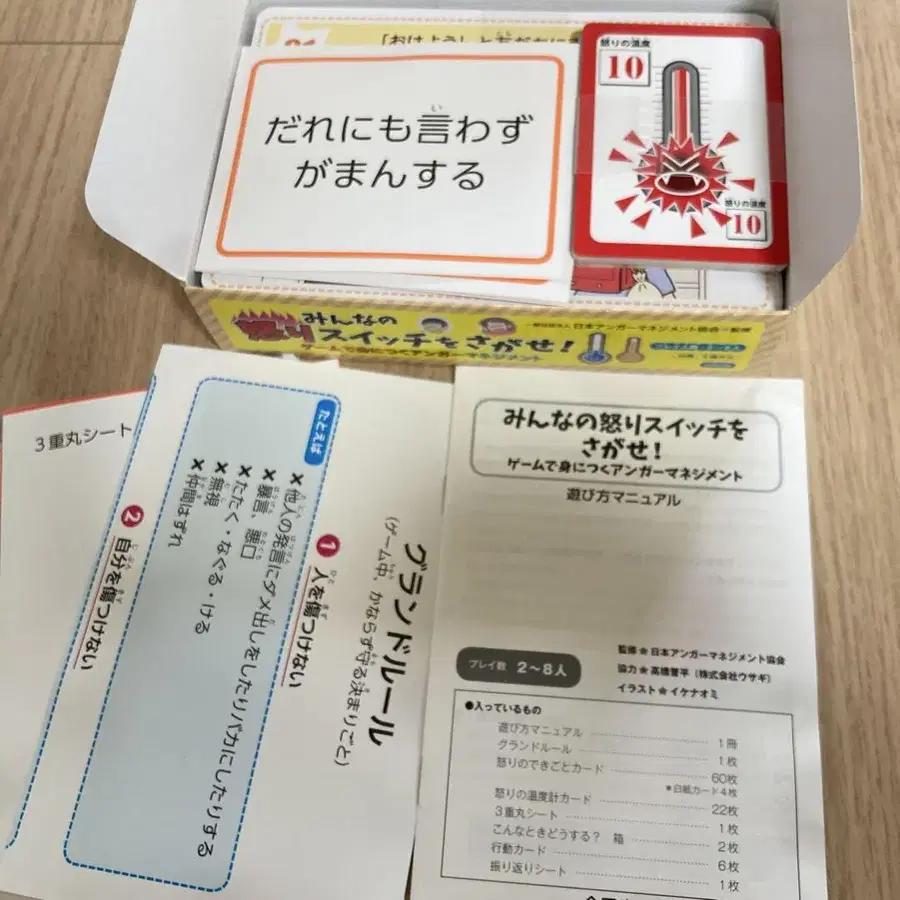 「おはよう」と友だちに
だれにも言わず
がまんする
怒りの温度
10
怒りの温度
10
みんなの
怒りスイッチをさがせ!
ゲームで身につくアンガーマネジメント
一般社団法人 日本アンガーマネジメント協会 監修
3重丸シート
グランドルール
(ゲーム中、かならず守る決まりごと)
1 人を傷つけない
たとえば
× 他人の発言にダメ出しをしたりバカにしたりする
× 暴言、悪口
× たたく・なぐる・ける
× 無視
× 仲間はずれ
2 自分を傷つけない
みんなの怒りスイッチを
さがせ!
ゲームで身につくアンガーマネジメント
遊び方マニュアル
プレイ数 2〜8人
監修★日本アンガーマネジメント協会
協力★高橋晋平(株式会社ウサギ)
イラスト★イケナオミ
●入っているもの
遊び方マニュアル 1冊
グランドルール 1枚
怒りのできごとカード 60枚
*白紙カード4枚
怒りの温度計カード 22枚
3重丸シート 1枚
こんなときどうする? 箱 2枚
行動カード 6枚
振り返りシート 1枚